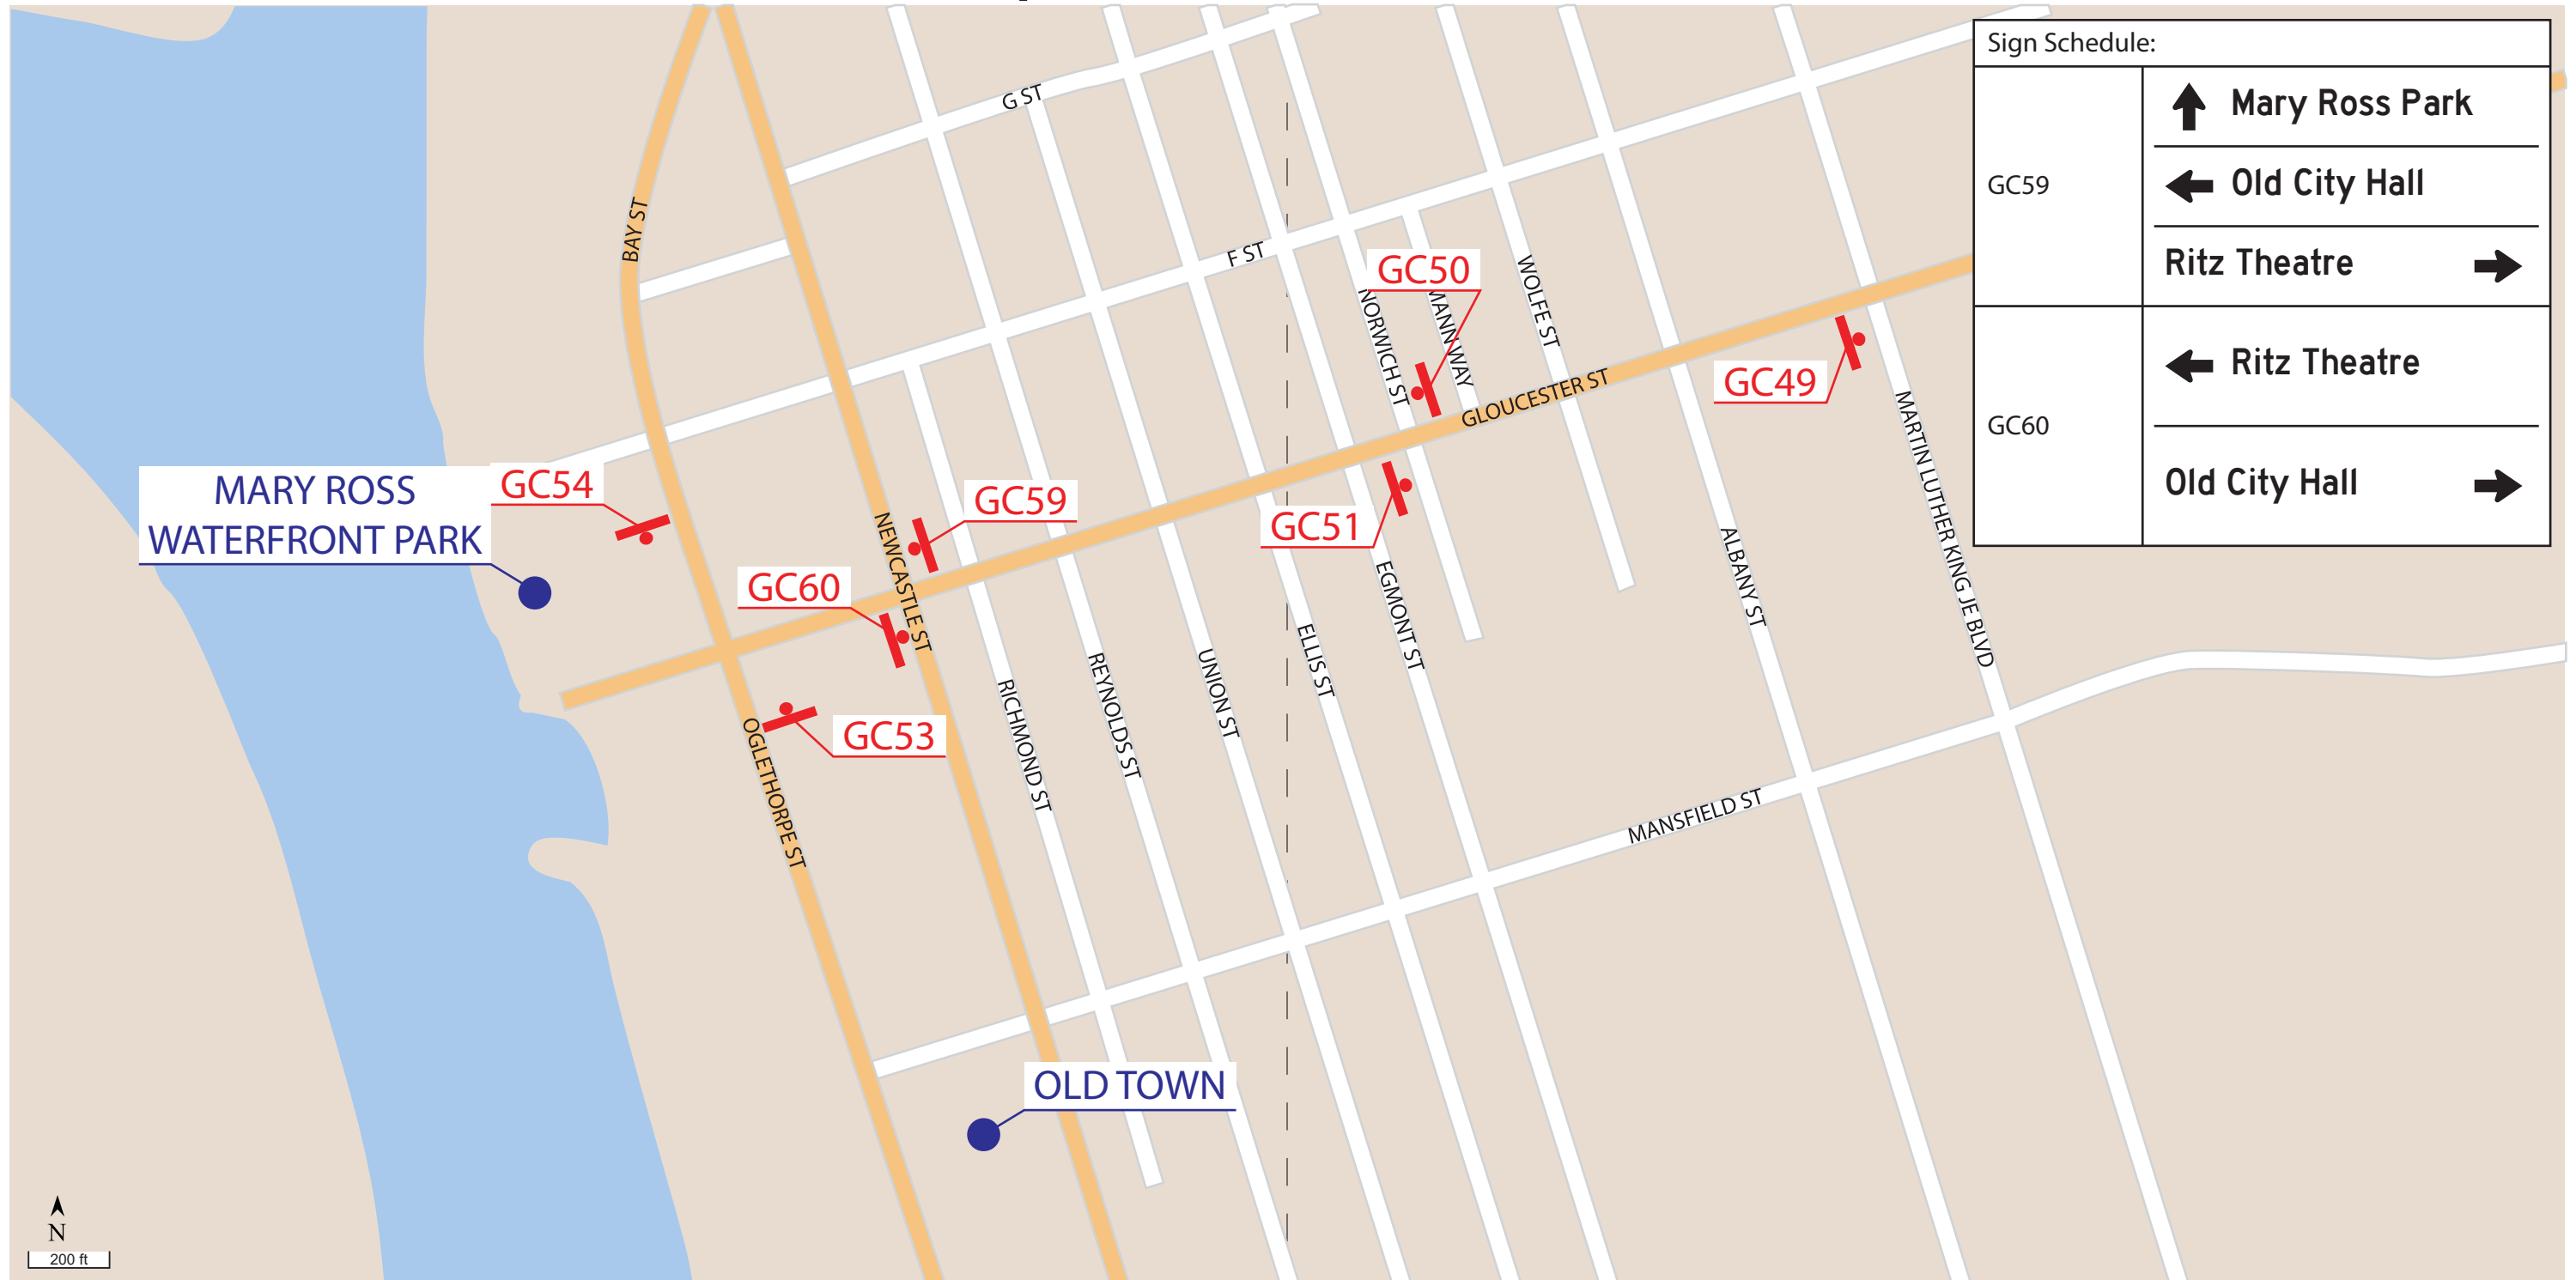 Sign Schedule:
GC59
Mary Ross Park
Old City Hall
Ritz Theatre
GC60
Ritz Theatre
Old City Hall
G ST
BAY ST
F ST
GC50
WOLFE ST
NORWICH ST
MANN WAY
GC49
GLOUCESTER ST
MARTIN LUTHER KING JE BLVD
MARY ROSS
WATERFRONT PARK
GC54
GC59
GC51
NEWCASTLE ST
GC60
ALBANY ST
EGMONT ST
ELLIS ST
UNION ST
REYNOLDS ST
RICHMOND ST
GC53
OGLETHORPE ST
MANSFIELD ST
OLD TOWN
N
200 ft